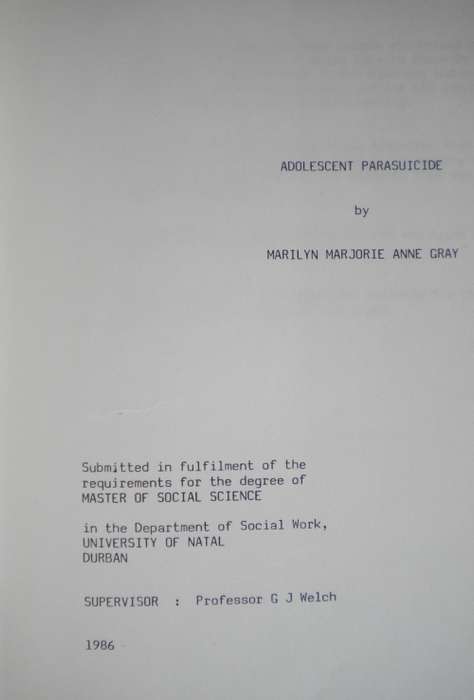 ADOLESCENT PARASUICIDE
by
MARILYN MARJORIE ANNE GRAY
Submitted in fulfilment of the
requirements for the degree of
MASTER OF SOCIAL SCIENCE
in the Department of Social Work,
UNIVERSITY OF NATAL
DURBAN
SUPERVISOR : Professor G J Welch
1986